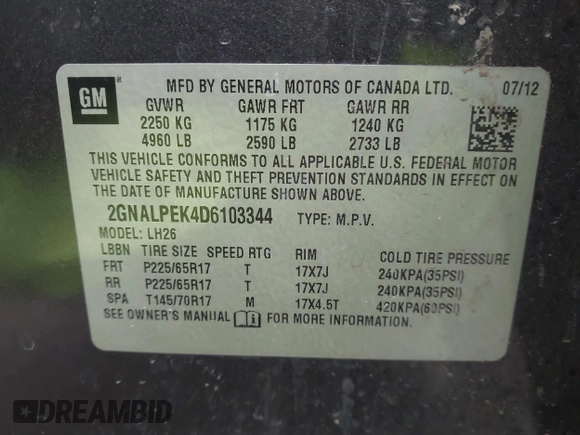 GM
MFD BY GENERAL MOTORS OF CANADA LTD. 07/12
GVWR GAWR FRT GAWR RR
2250 KG 1175 KG 1240 KG
4960 LB 2590 LB 2733 LB
THIS VEHICLE CONFORMS TO ALL APPLICABLE U.S. FEDERAL MOTOR
VEHICLE SAFETY AND THEFT PREVENTION STANDARDS IN EFFECT ON
THE DATE OF MANUFACTURE SHOWN ABOVE.
2GNALPEK4D6103344 TYPE: M.P.V.
MODEL: LH26
LBBN TIRE SIZE SPEED RTG RIM COLD TIRE PRESSURE
FRT P225/65R17 T 17X7J 240KPA(35PSI)
RR P225/65R17 T 17X7J 240KPA(35PSI)
SPA T145/70R17 M 17X4.5T 420KPA(60PSI)
SEE OWNER'S MANUAL FOR MORE INFORMATION
DREAMBID